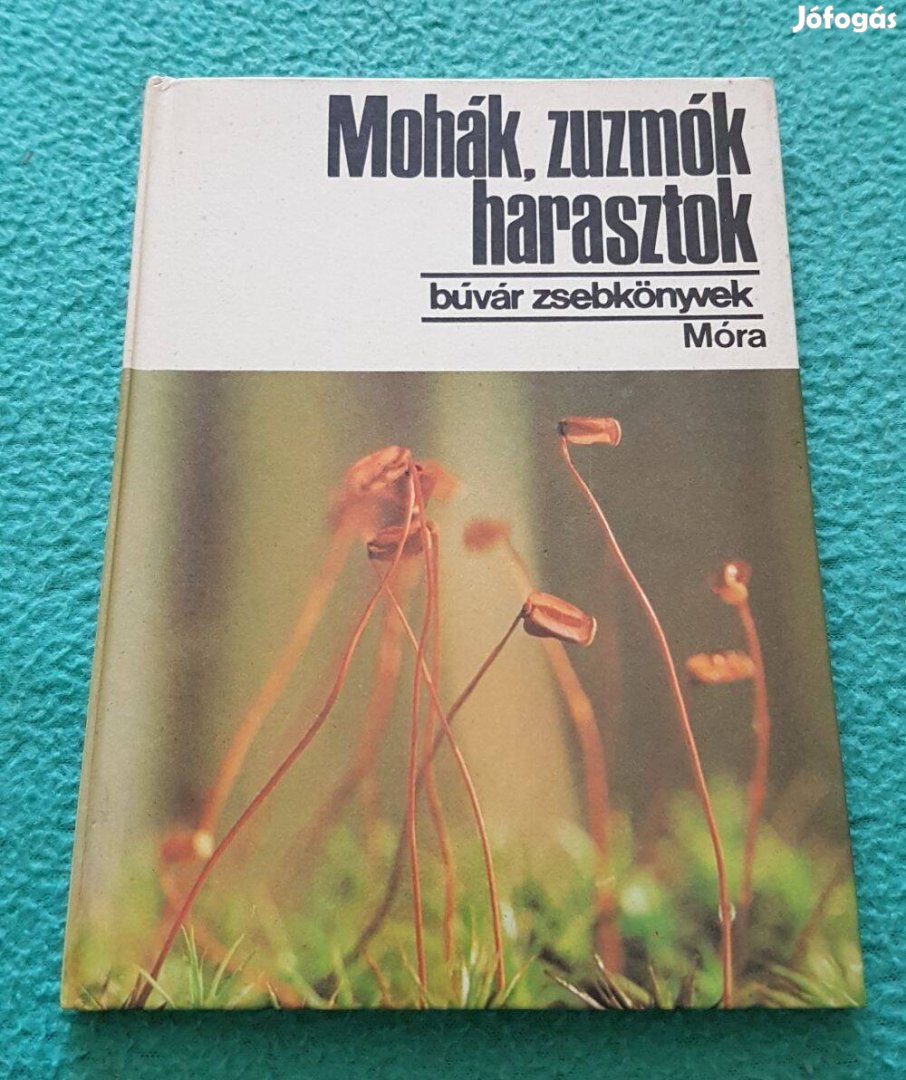 Jófogás
Mohák, zuzmók
harasztok
búvár zsebkönyvek
Móra